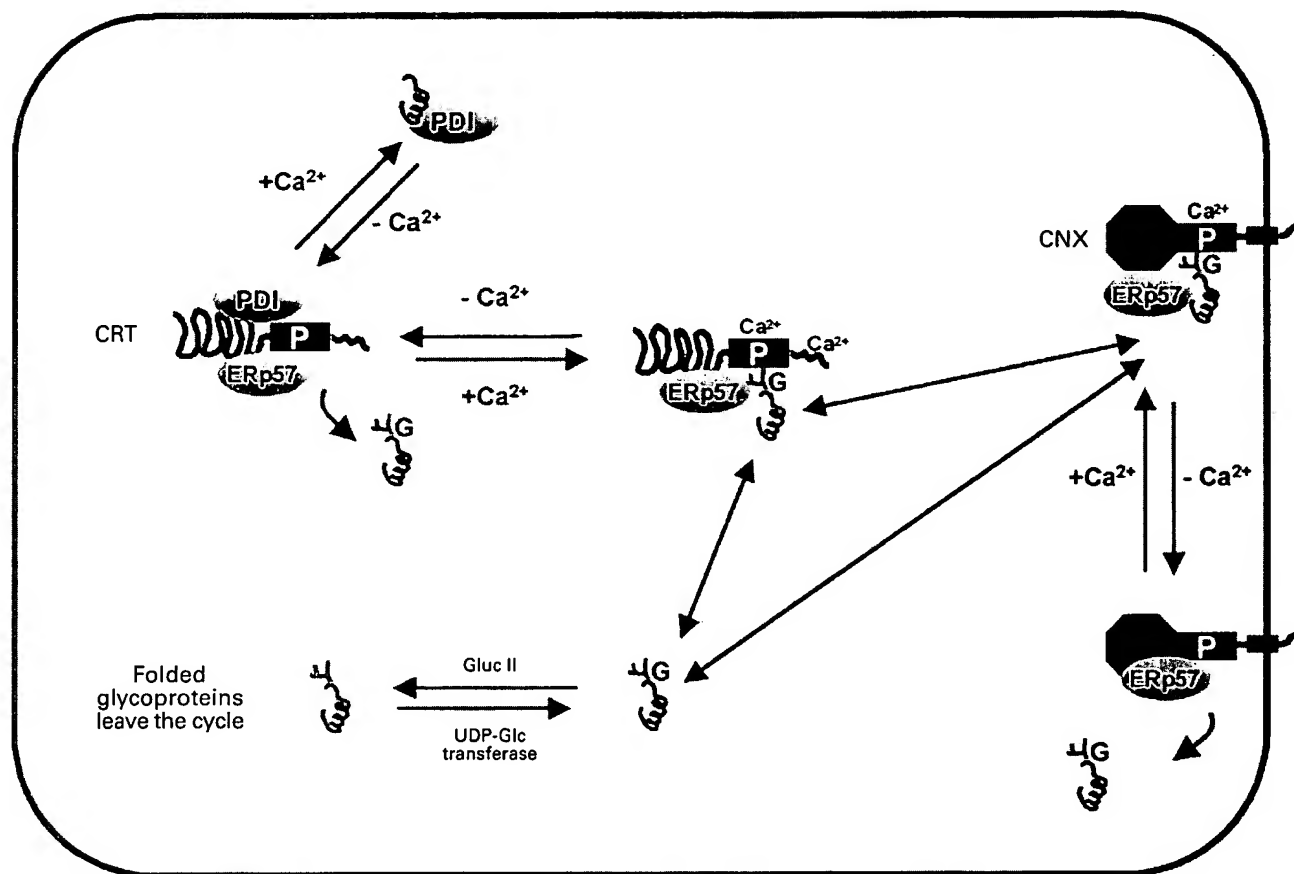 PDI
+Ca²⁺
- Ca²⁺
CNX
Ca²⁺
P
G
ERp57
PDI
CRT
P
ERp57
G
- Ca²⁺
+Ca²⁺
Ca²⁺
P
Ca²⁺
ERp57
G
+Ca²⁺
- Ca²⁺
P
ERp57
G
Folded
glycoproteins
leave the cycle
Gluc II
UDP-Glc
transferase
G